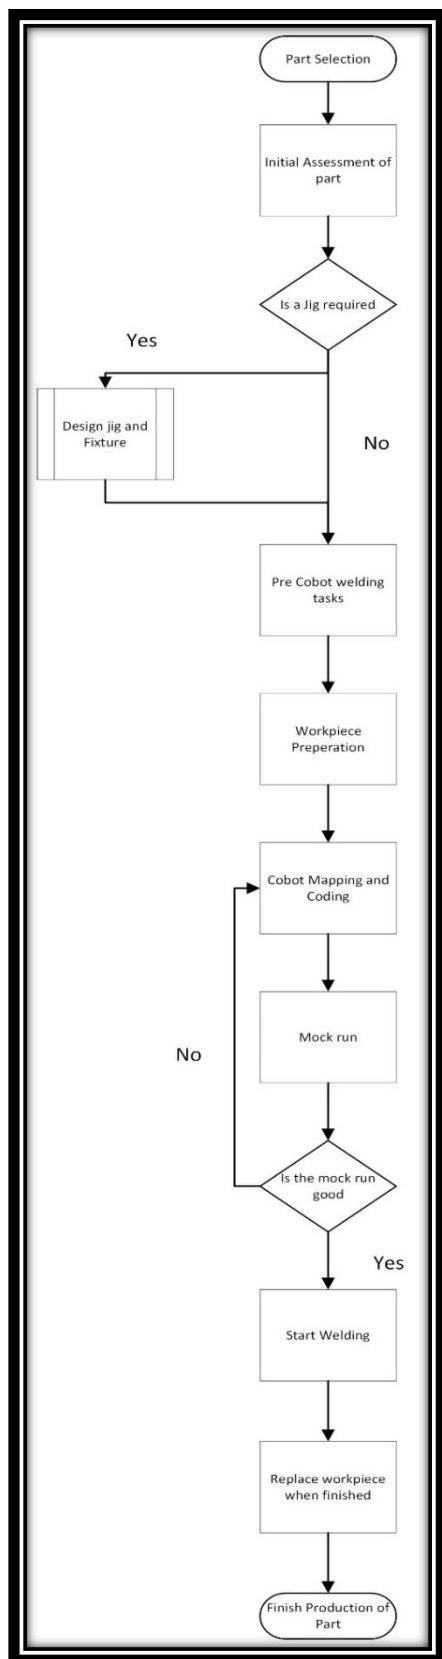 Part Selection
Initial Assessment of
part
Is a Jig required
Yes
Design jig and
Fixture
No
Pre Cobot welding
tasks
Workpiece
Preperation
Cobot Mapping and
Coding
Mock run
No
Is the mock run
good
Yes
Start Welding
Replace workpiece
when finished
Finish Production of
Part